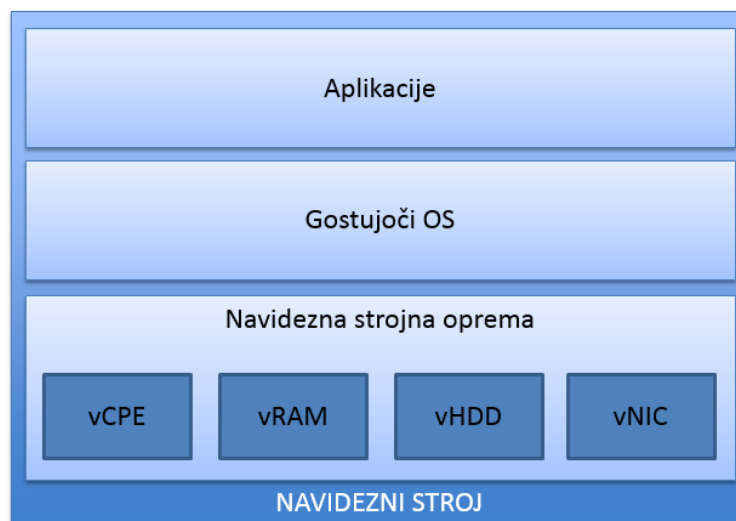 Aplikacije
Gostujoči OS
Navidezna strojna oprema
vCPE vRAM vHDD vNIC
NAVIDEZNI STROJ